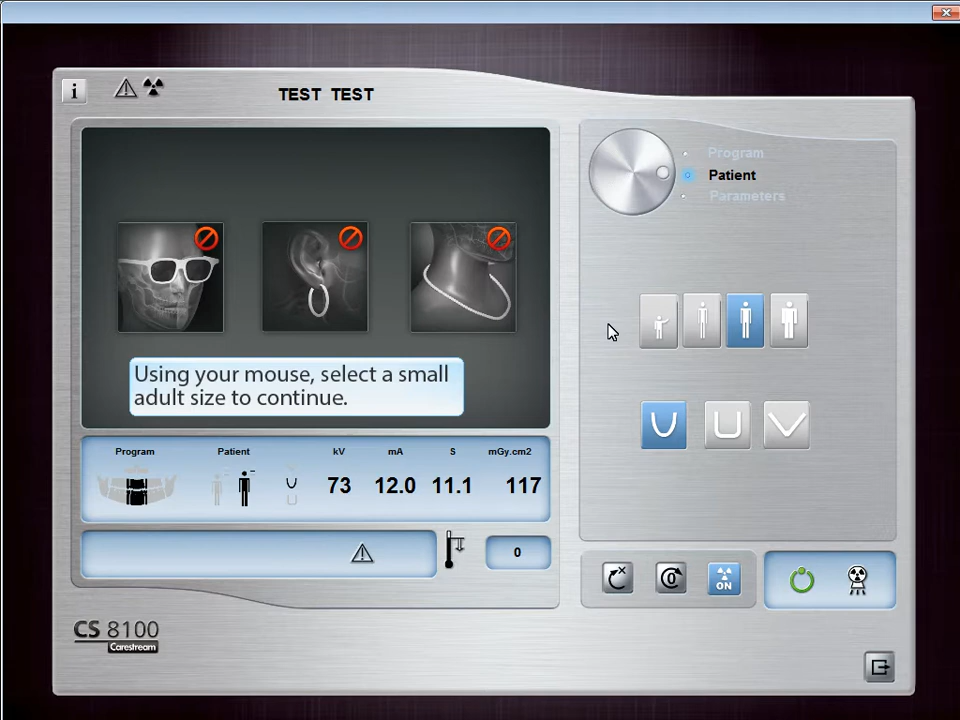 i
TEST TEST
Program
Patient
Parameters
Using your mouse, select a small
adult size to continue.
Program Patient kV mA S mGy.cm2
73 12.0 11.1 117
0
0
ON
CS 8100
Carestream